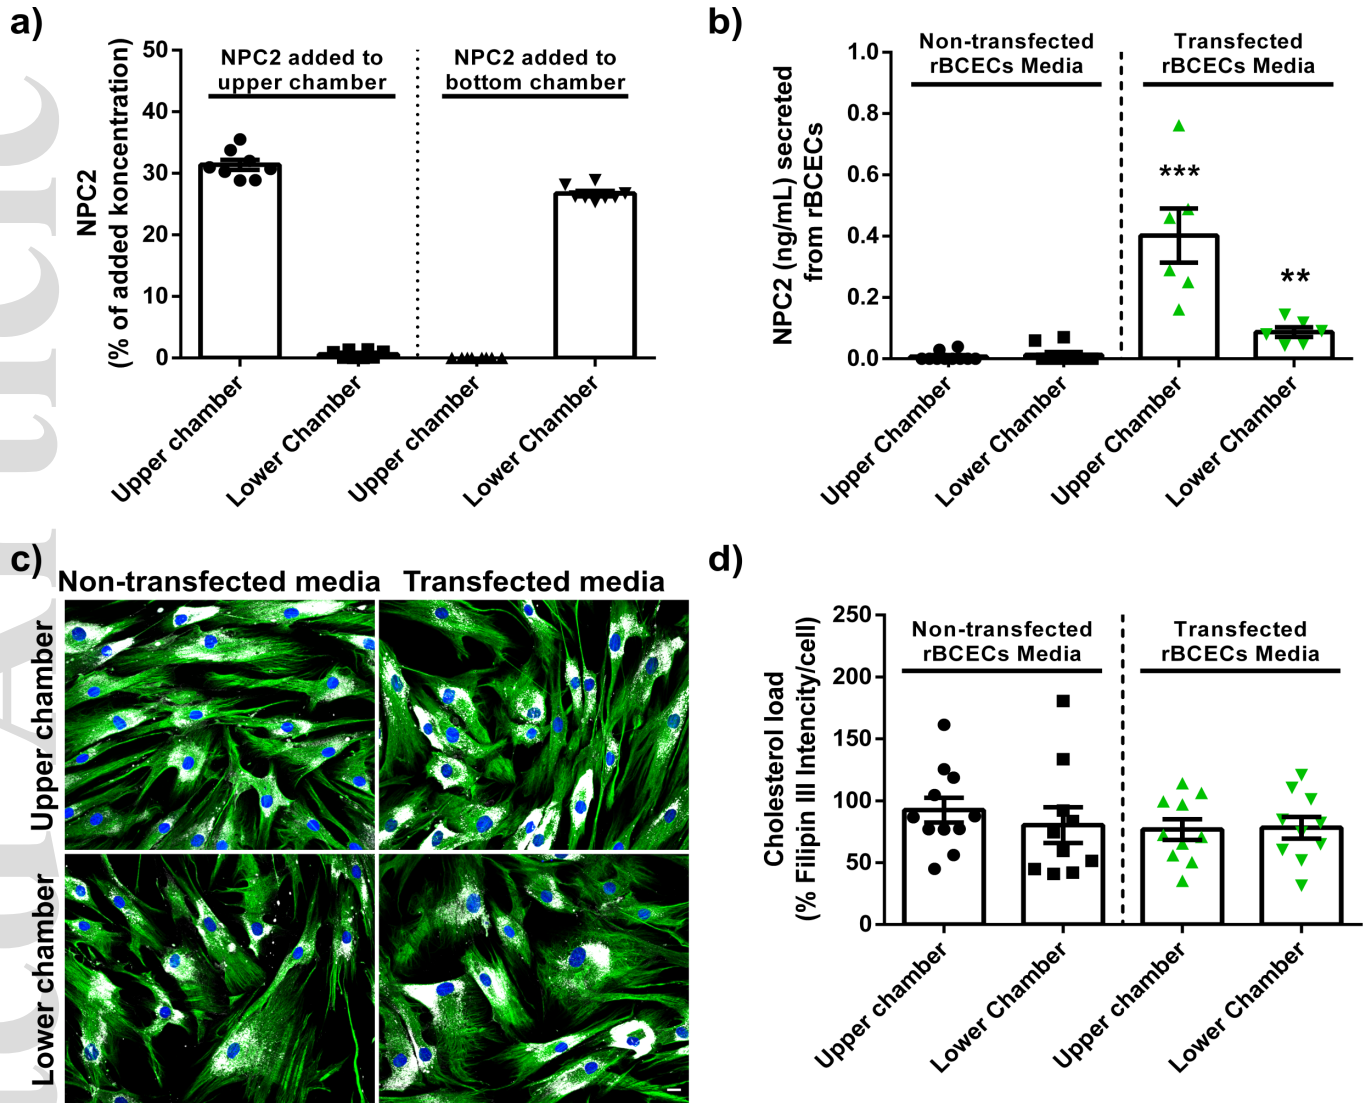 a)
NPC2
(% of added koncentration)
50
40
30
20
10
0
NPC2 added to
upper chamber
NPC2 added to
bottom chamber
Upper chamber
Lower Chamber
Upper chamber
Lower Chamber
b)
NPC2 (ng/mL) secreted
from rBCECs
1.0
0.8
0.6
0.4
0.2
0.0
Non-transfected
rBCECs Media
Transfected
rBCECs Media
***
**
Upper Chamber
Lower Chamber
Upper Chamber
Lower Chamber
c)
Non-transfected media
Transfected media
Upper chamber
Lower chamber
d)
Cholesterol load
(% Filipin III Intencity/cell)
250
200
150
100
50
0
Non-transfected
rBCECs Media
Transfected
rBCECs Media
Upper chamber
Lower Chamber
Upper chamber
Lower Chamber